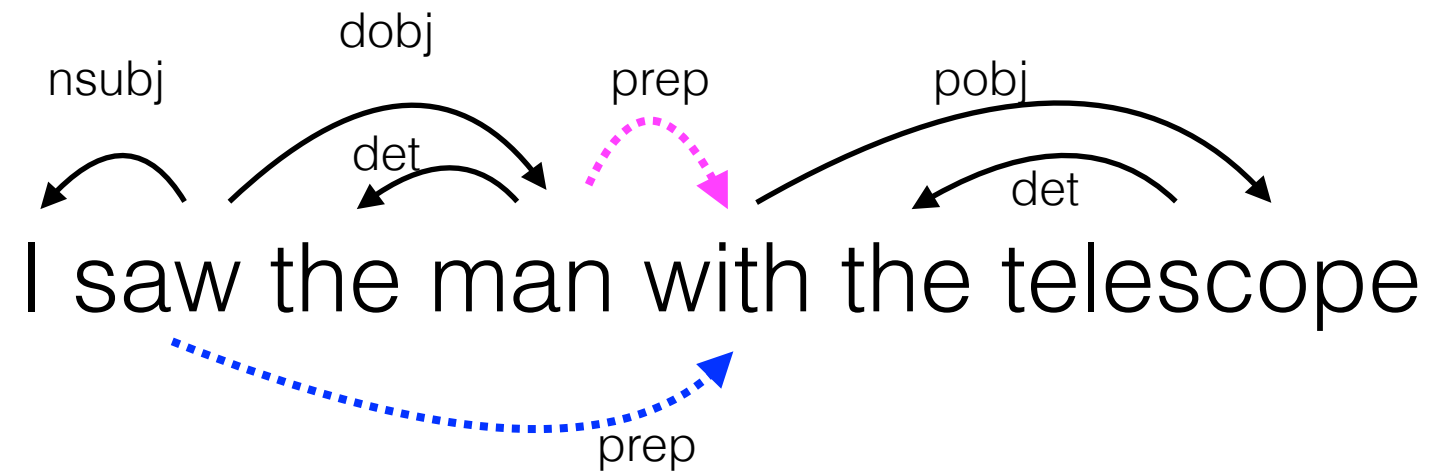 dobj
nsubj prep pobj
det
det
I saw the man with the telescope
prep